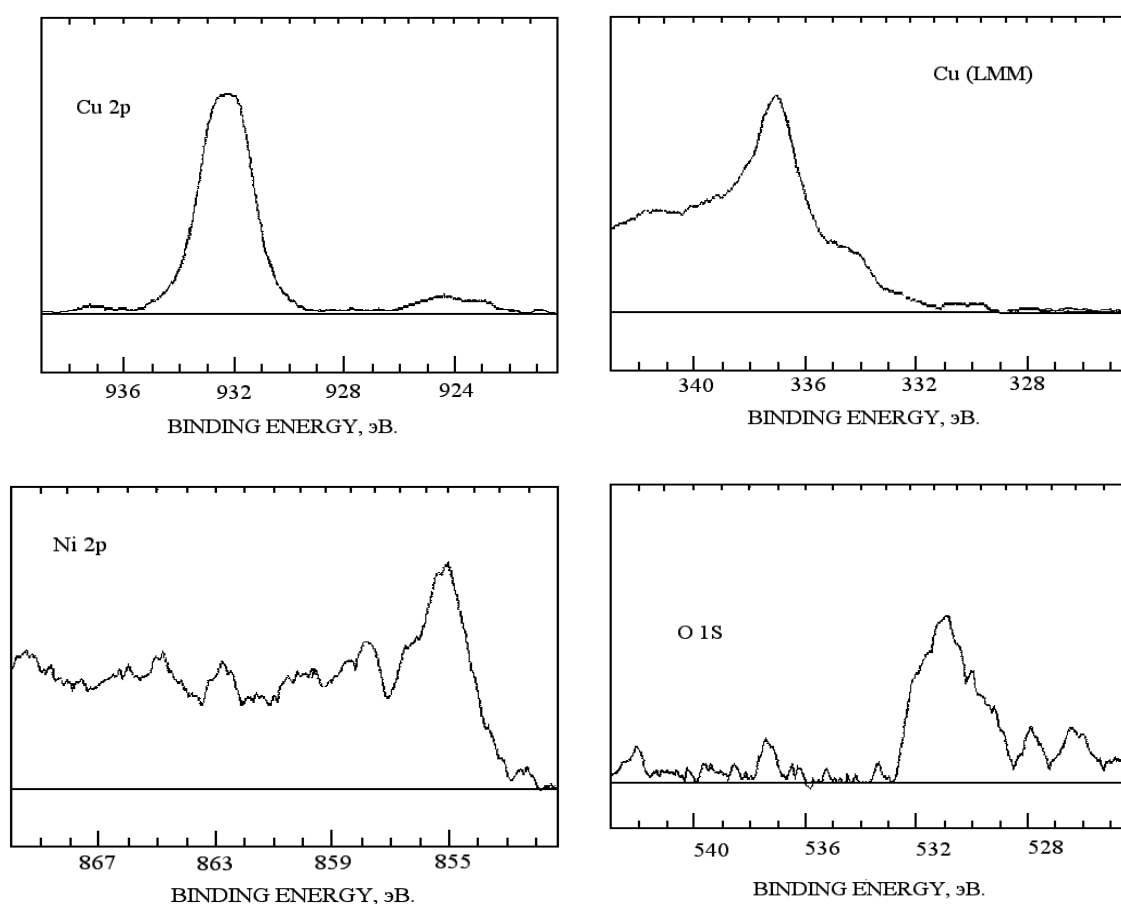 Cu 2p
936 932 928 924
BINDING ENERGY, эВ.
Cu (LMM)
340 336 332 328
BINDING ENERGY, эВ.
Ni 2p
867 863 859 855
BINDING ENERGY, эВ.
O 1S
540 536 532 528
BINDING ENERGY, эВ.